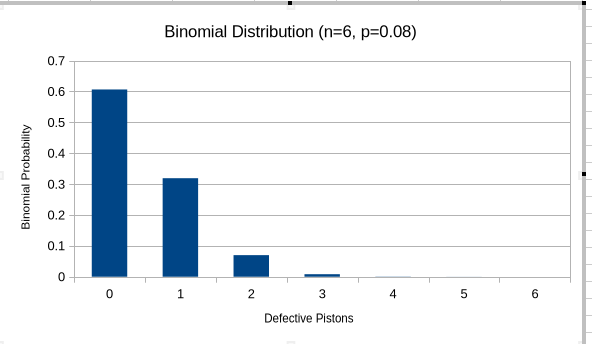 Binomial Distribution (n=6, p=0.08)
0.7
0.6
0.5
0.4
0.3
0.2
0.1
0
Binomial Probability
0 1 2 3 4 5 6
Defective Pistons